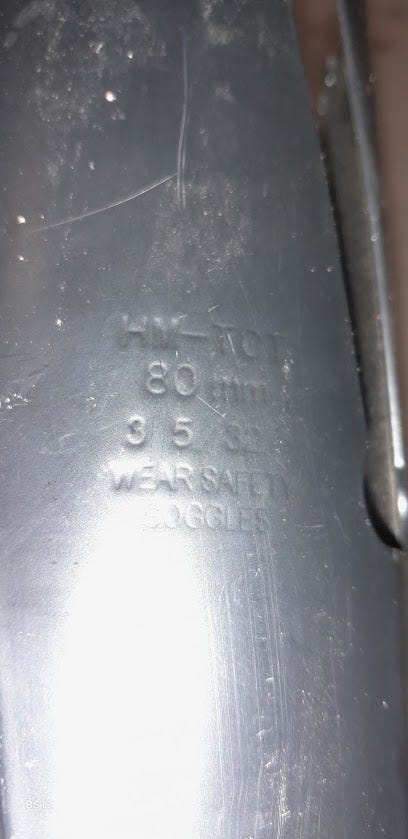 HM-TCT
80 mm
3 5 32
WEAR SAFETY
GOGGLES